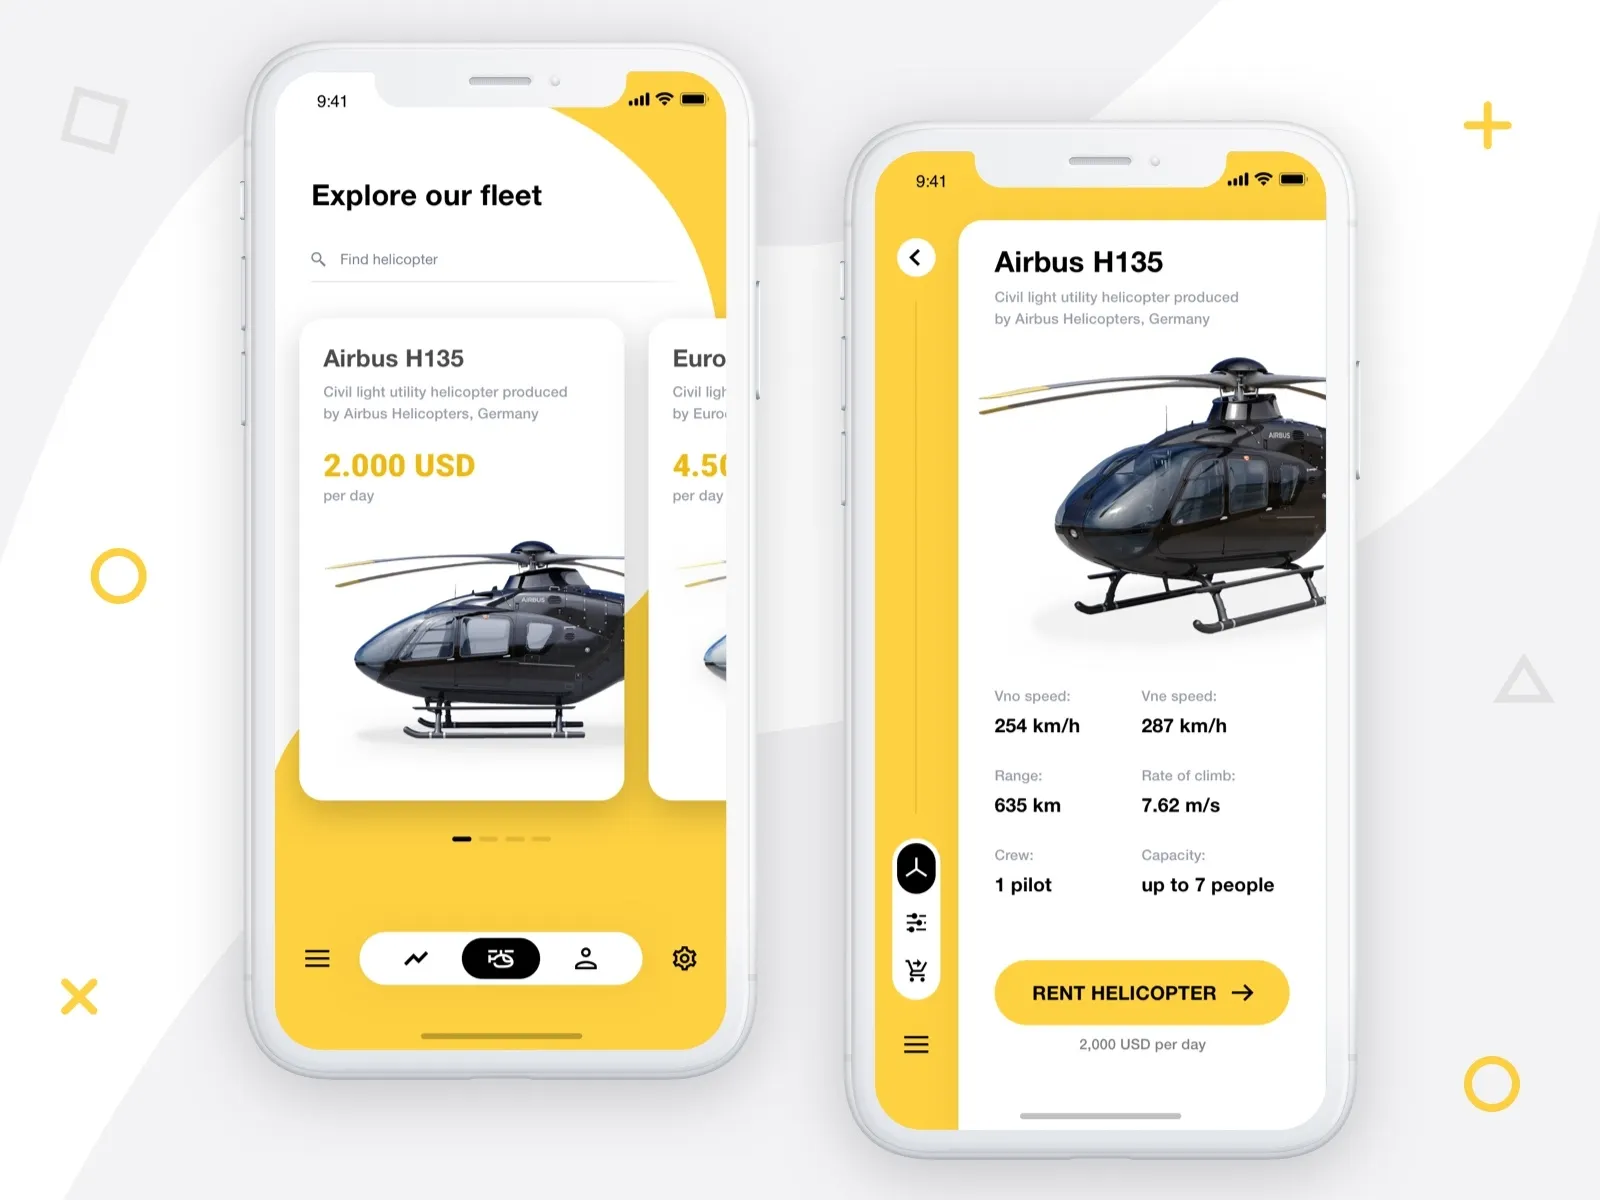 9:41
Explore our fleet
Find helicopter
Airbus H135
Civil light utility helicopter produced
by Airbus Helicopters, Germany
2.000 USD
per day
AIRBUS
Euro
Civil ligh
by Euro
4.50
per day
9:41
Airbus H135
Civil light utility helicopter produced
by Airbus Helicopters, Germany
AIRBUS
Vno speed:
254 km/h
Vne speed:
287 km/h
Range:
635 km
Rate of climb:
7.62 m/s
Crew:
1 pilot
Capacity:
up to 7 people
RENT HELICOPTER
2,000 USD per day